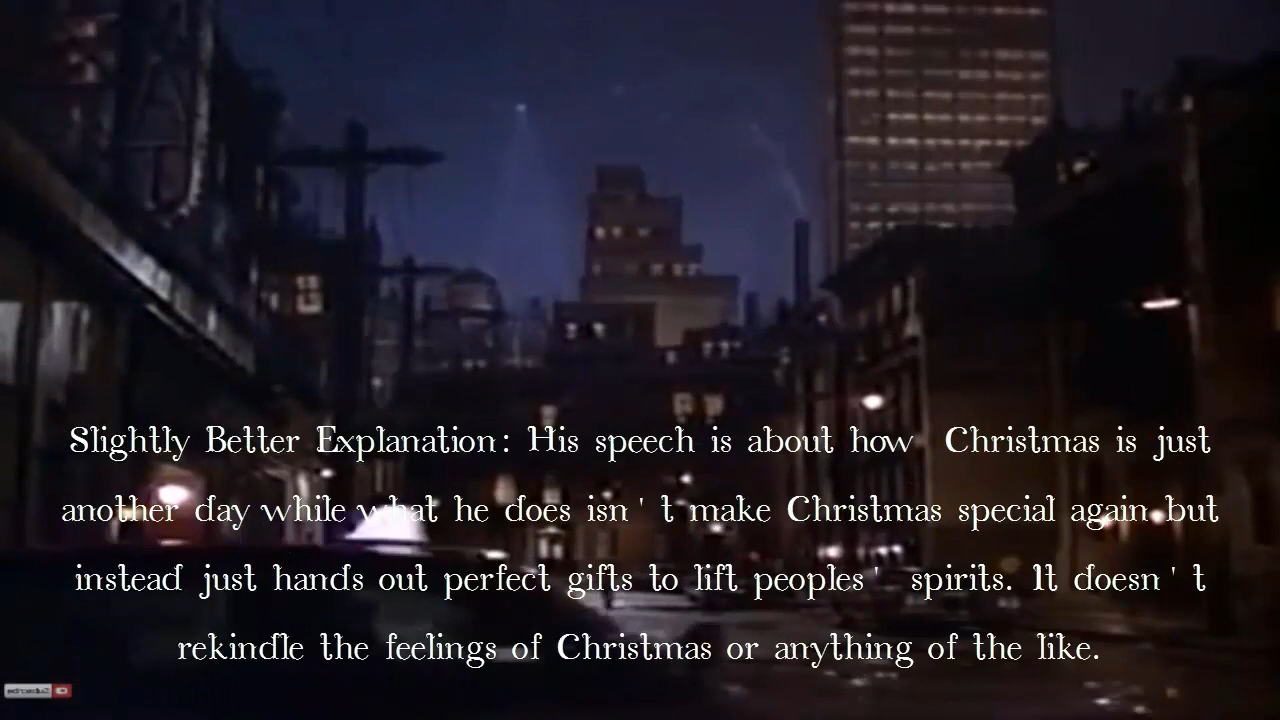 Slightly Better Explanation: His speech is about how Christmas is just
another day while what he does isn't make Christmas special again but
instead just hands out perfect gifts to lift peoples' spirits. It doesn't
rekindle the feelings of Christmas or anything of the like.
Subscribe